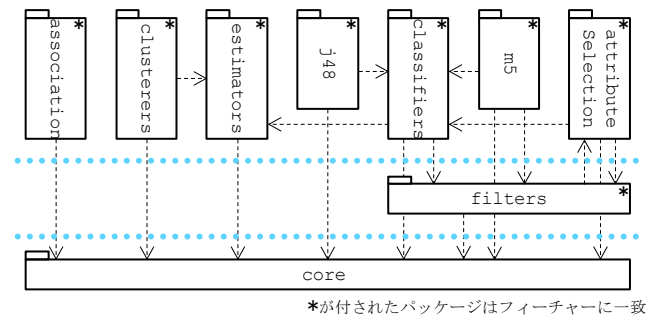 association *
clusterers *
estimators *
j48
classifiers *
m5
attribute Selection *
filters *
core
*が付されたパッケージはフィーチャーに一致